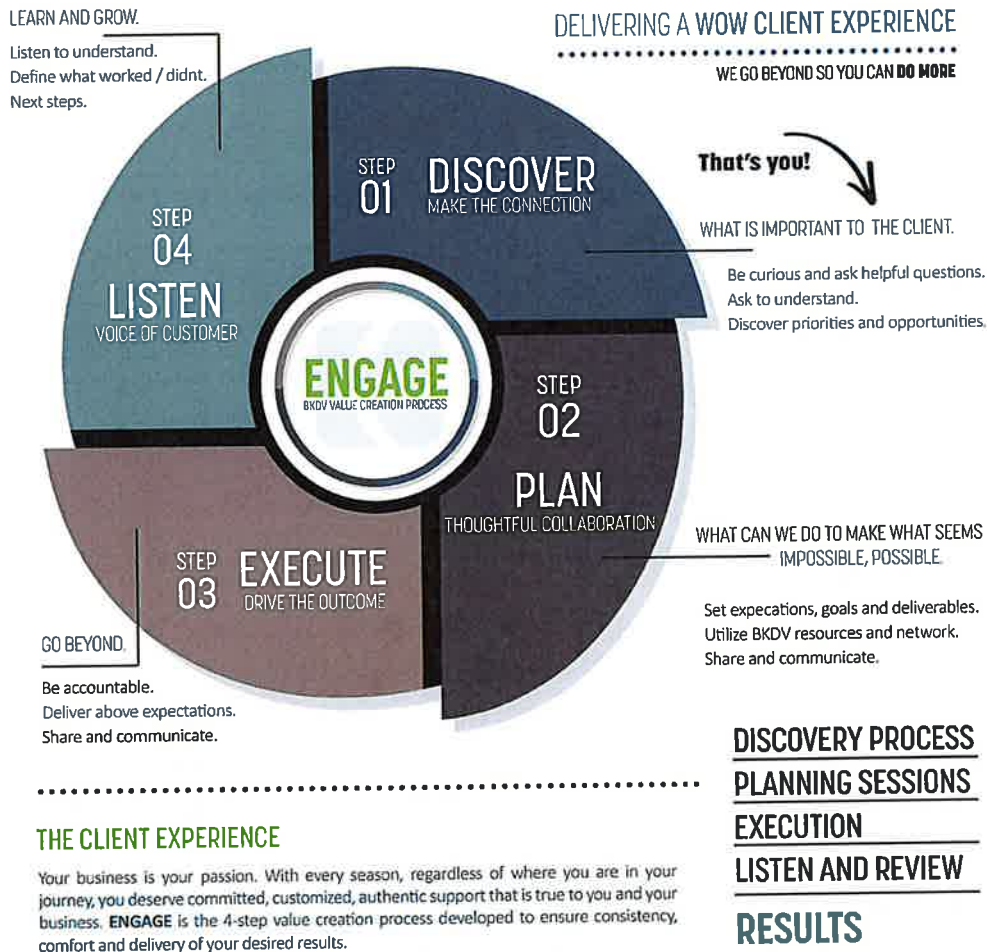 DELIVERING A WOW CLIENT EXPERIENCE
WE GO BEYOND SO YOU CAN DO MORE
LEARN AND GROW.
Listen to understand.
Define what worked / didnt.
Next steps.
STEP
01
DISCOVER
MAKE THE CONNECTION
That's you!
WHAT IS IMPORTANT TO THE CLIENT.
Be curious and ask helpful questions.
Ask to understand.
Discover priorities and opportunities.
STEP
04
LISTEN
VOICE OF CUSTOMER
ENGAGE
BKDV VALUE CREATION PROCESS
STEP
02
PLAN
THOUGHTFUL COLLABORATION
WHAT CAN WE DO TO MAKE WHAT SEEMS
IMPOSSIBLE, POSSIBLE.
Set expecations, goals and deliverables.
Utilize BKDV resources and network.
Share and communicate.
STEP
03
EXECUTE
DRIVE THE OUTCOME
GO BEYOND.
Be accountable.
Deliver above expectations.
Share and communicate.
DISCOVERY PROCESS
PLANNING SESSIONS
EXECUTION
LISTEN AND REVIEW
RESULTS
THE CLIENT EXPERIENCE
Your business is your passion. With every season, regardless of where you are in your
journey, you deserve committed, customized, authentic support that is true to you and your
business. ENGAGE is the 4-step value creation process developed to ensure consistency,
comfort and delivery of your desired results.